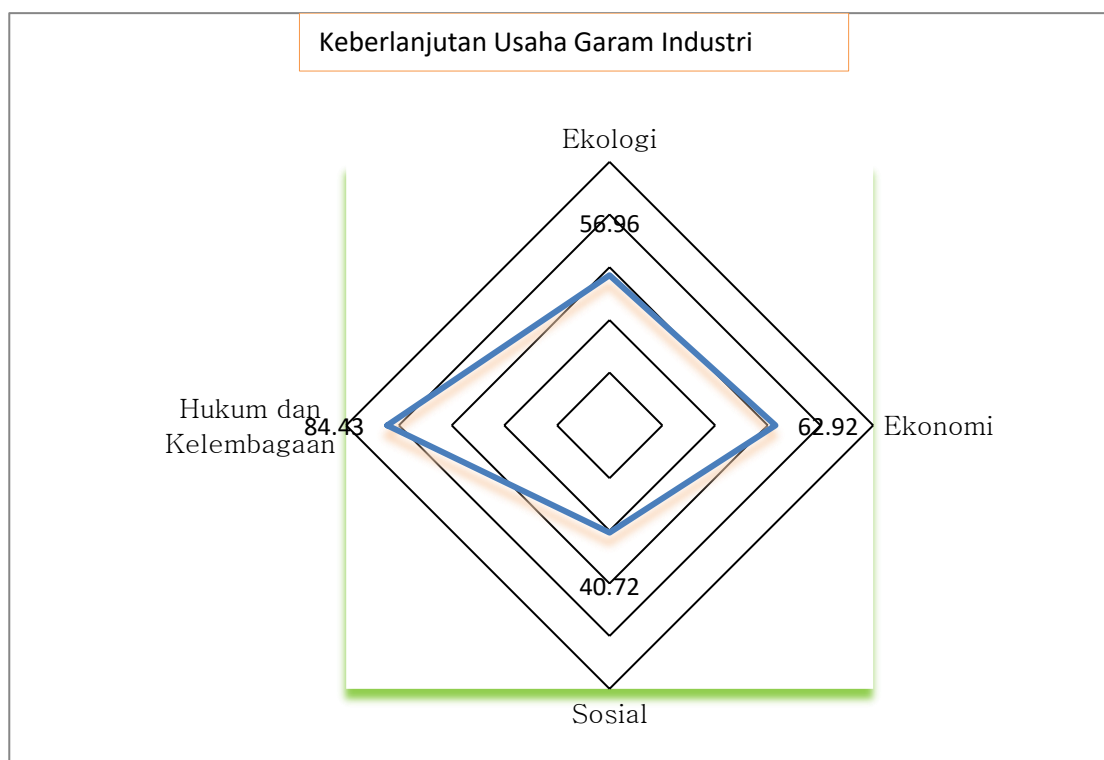 Keberlanjutan Usaha Garam Industri
Ekologi
56.96
Hukum dan
Kelembagaan
84.43
62.92
Ekonomi
40.72
Sosial